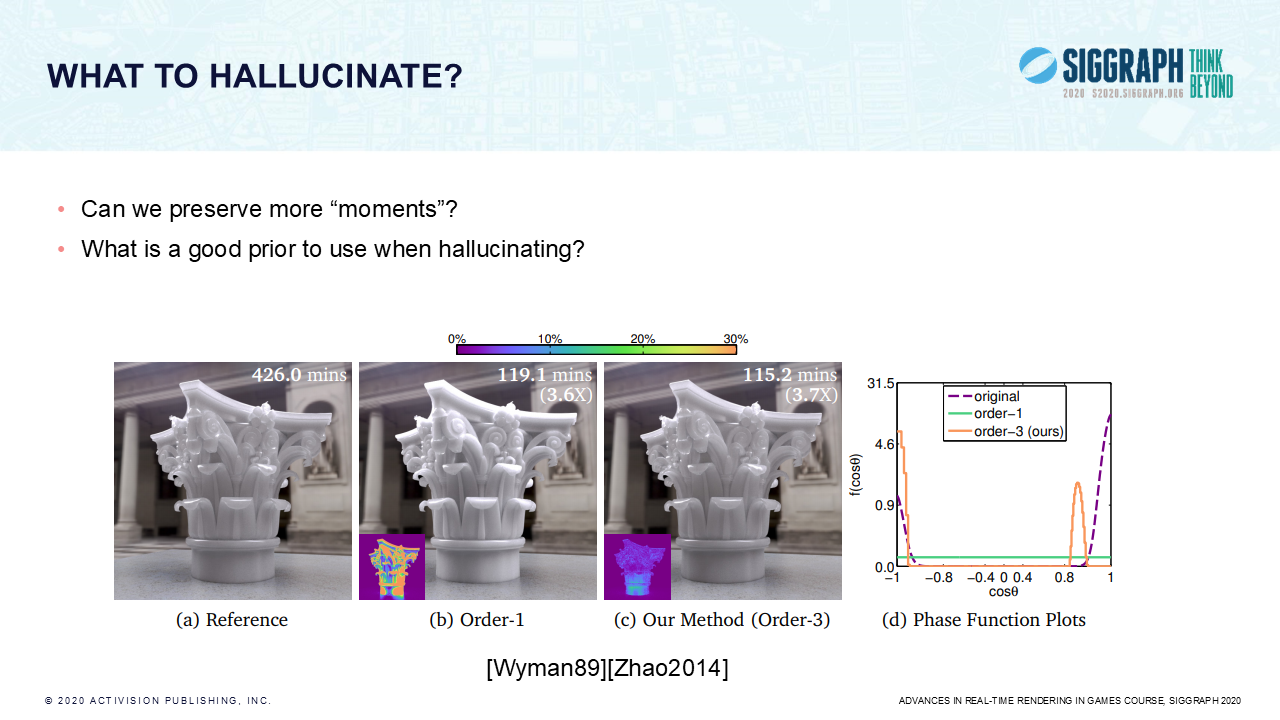 WHAT TO HALLUCINATE?
SIGGRAPH
THINK
BEYOND
2020 S2020.SIGGRAPH.ORG
• Can we preserve more “moments”?
• What is a good prior to use when hallucinating?
0% 10% 20% 30%
426.0 mins
119.1 mins
(3.6X)
115.2 mins
(3.7X)
31.5
4.6
0.9
0.0
f(cosθ)
original
order−1
order−3 (ours)
−1 −0.8 −0.4 0 0.4 0.8 1
cosθ
(a) Reference
(b) Order-1
(c) Our Method (Order-3)
(d) Phase Function Plots
[Wyman89][Zhao2014]
© 2020 ACTIVISION PUBLISHING, INC.
ADVANCES IN REAL-TIME RENDERING IN GAMES COURSE, SIGGRAPH 2020